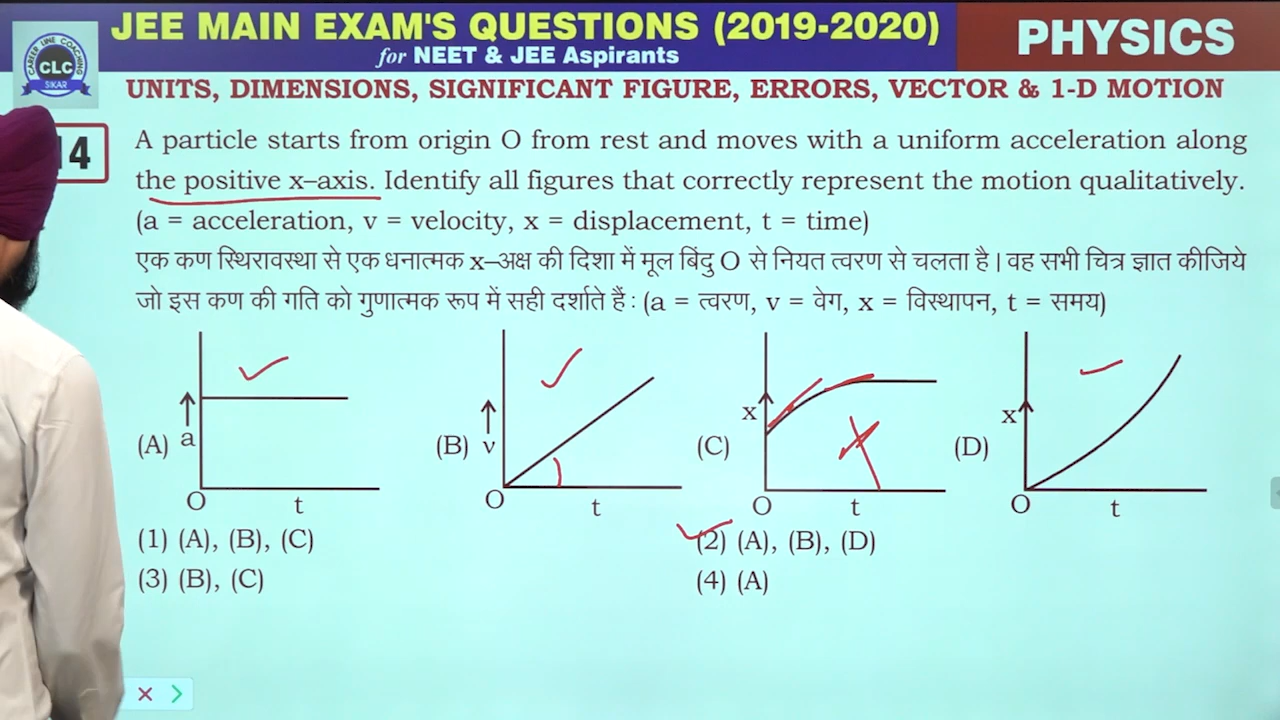 JEE MAIN EXAM'S QUESTIONS (2019-2020)
for NEET & JEE Aspirants
PHYSICS
CAREER LINE COACHING
CLC
SIKAR
UNITS, DIMENSIONS, SIGNIFICANT FIGURE, ERRORS, VECTOR & 1-D MOTION
14
A particle starts from origin O from rest and moves with a uniform acceleration along
the positive x–axis. Identify all figures that correctly represent the motion qualitatively.
(a = acceleration, v = velocity, x = displacement, t = time)
एक कण स्थिरावस्था से एक धनात्मक x–अक्ष की दिशा में मूल बिंदु O से नियत त्वरण से चलता है। वह सभी चित्र ज्ञात कीजिये
जो इस कण की गति को गुणात्मक रूप में सही दर्शाते हैं : (a = त्वरण, v = वेग, x = विस्थापन, t = समय)
(A) a O t
(B) v O t
(C) x O t
(D) x O t
(1) (A), (B), (C)
(2) (A), (B), (D)
(3) (B), (C)
(4) (A)